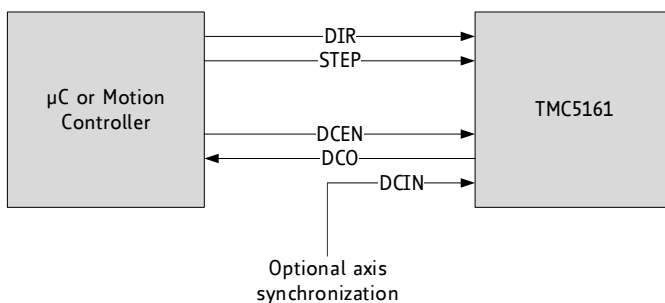 DIR
STEP
µC or Motion
Controller
TMC5161
DCEN
DCO
DCIN
Optional axis
synchronization